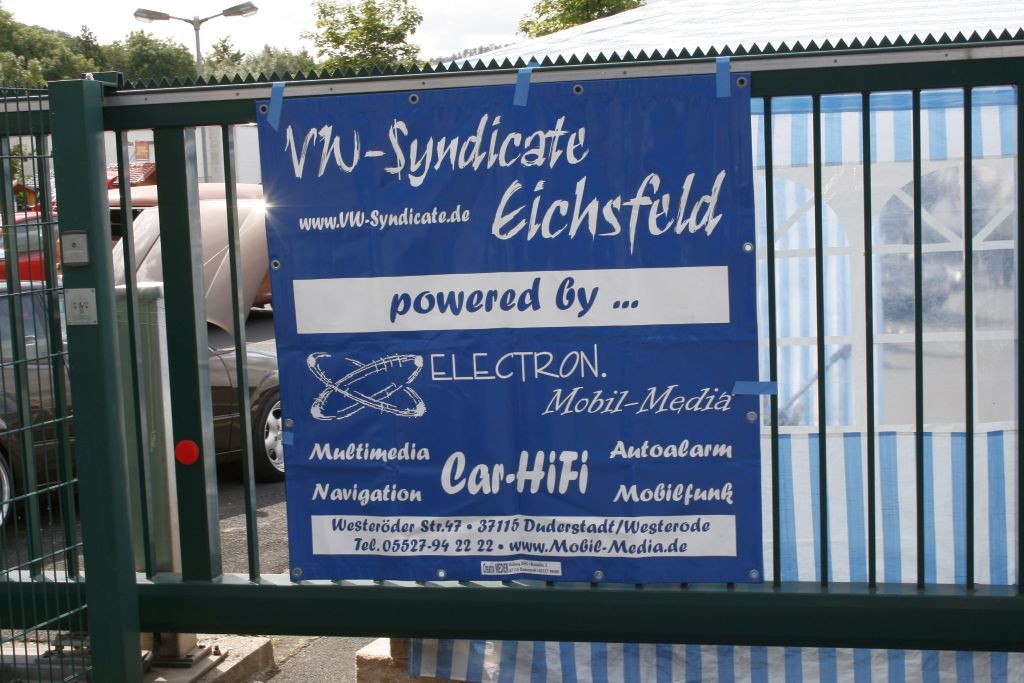 VW-Syndicate
www.VW-Syndicate.de Eichsfeld
powered by ...
ELECTRON.
Mobil-Media
Multimedia Car-HiFi Autoalarm
Navigation Mobilfunk
Westeröder Str.47 • 37115 Duderstadt/Westerode
Tel.05527-94 22 22 • www.Mobil-Media.de